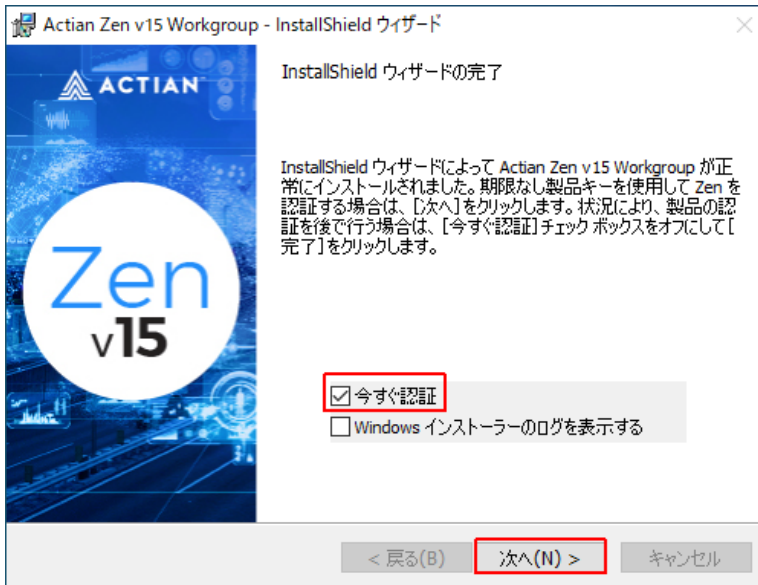 Actian Zen v15 Workgroup - InstallShield ウィザード
ACTIAN
Zen
v15
InstallShield ウィザードの完了
InstallShield ウィザードによって Actian Zen v15 Workgroup が正
常にインストールされました。期限なし製品キーを使用して Zen を
認証する場合は、[次へ]をクリックします。状況により、製品の認
証を後で行う場合は、[今すぐ認証]チェック ボックスをオフにして[
完了]をクリックします。
今すぐ認証
Windows インストーラーのログを表示する
< 戻る(B)
次へ(N) >
キャンセル